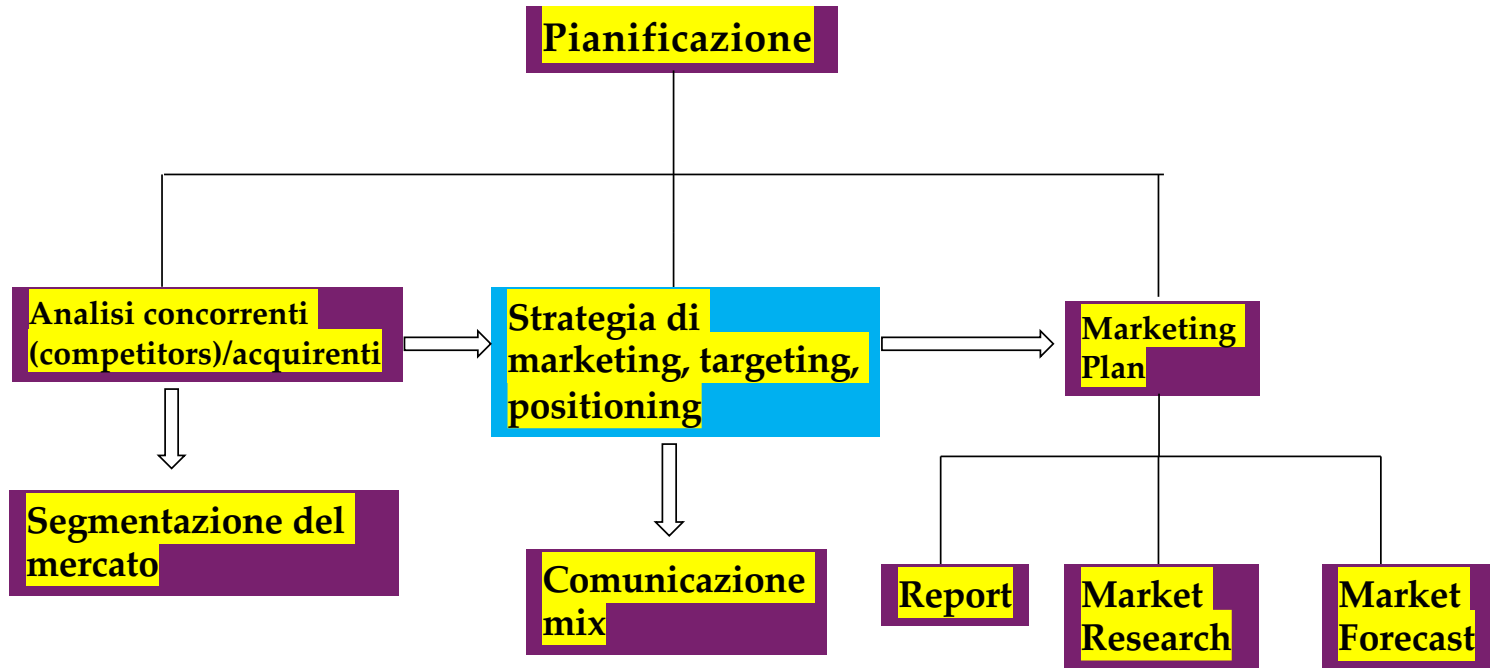 Pianificazione
Analisi concorrenti
(competitors)/acquirenti
Strategia di
marketing, targeting,
positioning
Marketing
Plan
Segmentazione del
mercato
Comunicazione
mix
Report
Market
Research
Market
Forecast